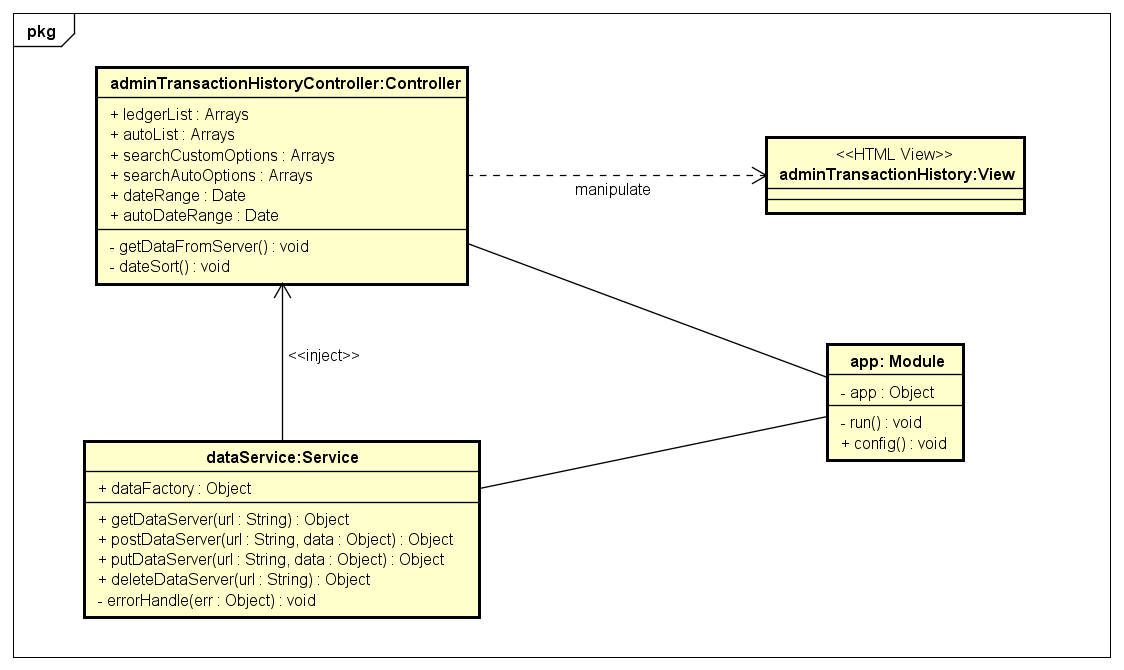 pkg
adminTransactionHistoryController:Controller
+ ledgerList : Arrays
+ autoList : Arrays
+ searchCustomOptions : Arrays
+ searchAutoOptions : Arrays
+ dateRange : Date
+ autoDateRange : Date
- getDataFromServer() : void
- dateSort() : void
manipulate
<<HTML View>>
adminTransactionHistory:View
<<inject>>
app: Module
- app : Object
- run() : void
+ config() : void
dataService:Service
+ dataFactory : Object
+ getDataServer(url : String) : Object
+ postDataServer(url : String, data : Object) : Object
+ putDataServer(url : String, data : Object) : Object
+ deleteDataServer(url : String) : Object
- errorHandle(err : Object) : void